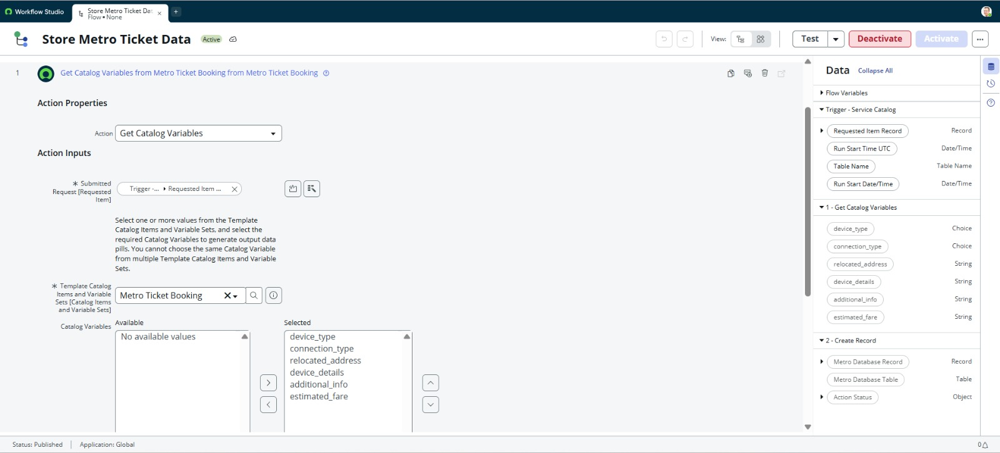 Workflow Studio
Store Metro Ticket Dat
Flow • None
Store Metro Ticket Data
Active
View:
Test
Deactivate
Activate
1
Get Catalog Variables from Metro Ticket Booking from Metro Ticket Booking
Action Properties
Action
Get Catalog Variables
Action Inputs
* Submitted
Request [Requested
Item]
Trigger -... Requested Item ...
Select one or more values from the Template
Catalog Items and Variable Sets, and select the
required Catalog Variables to generate output data
pills. You cannot choose the same Catalog Variable
from multiple Template Catalog Items and Variable
Sets.
* Template Catalog
Items and Variable
Sets [Catalog Items
and Variable Sets]
Metro Ticket Booking
Catalog Variables
Available
No available values
Selected
device_type
connection_type
relocated_address
device_details
additional_info
estimated_fare
Data
Collapse All
Flow Variables
Trigger - Service Catalog
Requested Item Record Record
Run Start Time UTC Date/Time
Table Name Table Name
Run Start Date/Time Date/Time
1 - Get Catalog Variables
device_type Choice
connection_type Choice
relocated_address String
device_details String
additional_info String
estimated_fare String
2 - Create Record
Metro Database Record Record
Metro Database Table Table
Action Status Object
Status: Published
Application: Global
0